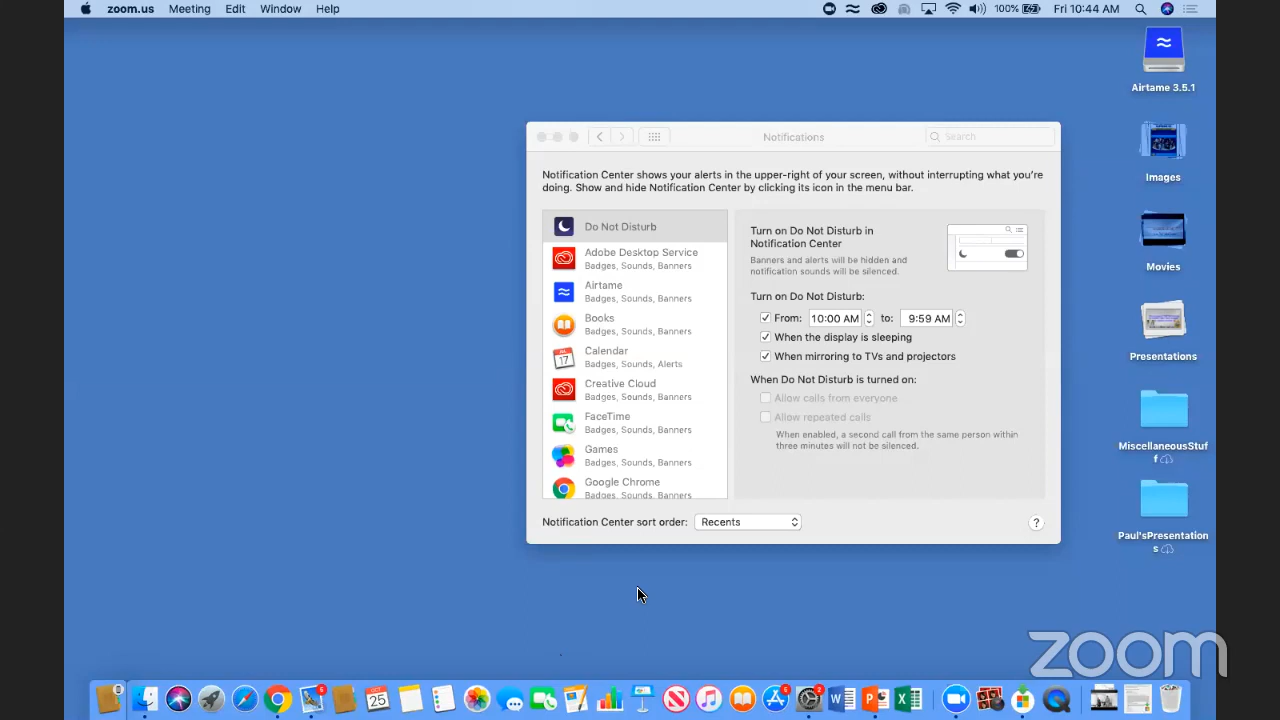 zoom.us Meeting Edit Window Help 100% Fri 10:44 AM
Airtame 3.5.1
Images
Movies
Presentations
MiscellaneousStuf
f
Paul'sPresentation
s
Notifications
Search
Notification Center shows your alerts in the upper-right of your screen, without interrupting what you're
doing. Show and hide Notification Center by clicking its icon in the menu bar.
Do Not Disturb
Adobe Desktop Service
Badges, Sounds, Banners
Airtame
Badges, Sounds, Banners
Books
Badges, Sounds, Banners
Calendar
Badges, Sounds, Alerts
Creative Cloud
Badges, Sounds, Banners
FaceTime
Badges, Sounds, Banners
Games
Badges, Sounds, Banners
Google Chrome
Badges, Sounds, Banners
Turn on Do Not Disturb in
Notification Center
Banners and alerts will be hidden and
notification sounds will be silenced.
Turn on Do Not Disturb:
From: 10:00 AM to: 9:59 AM
When the display is sleeping
When mirroring to TVs and projectors
When Do Not Disturb is turned on:
Allow calls from everyone
Allow repeated calls
When enabled, a second call from the same person within
three minutes will not be silenced.
Notification Center sort order: Recents
?
17
25
zoom